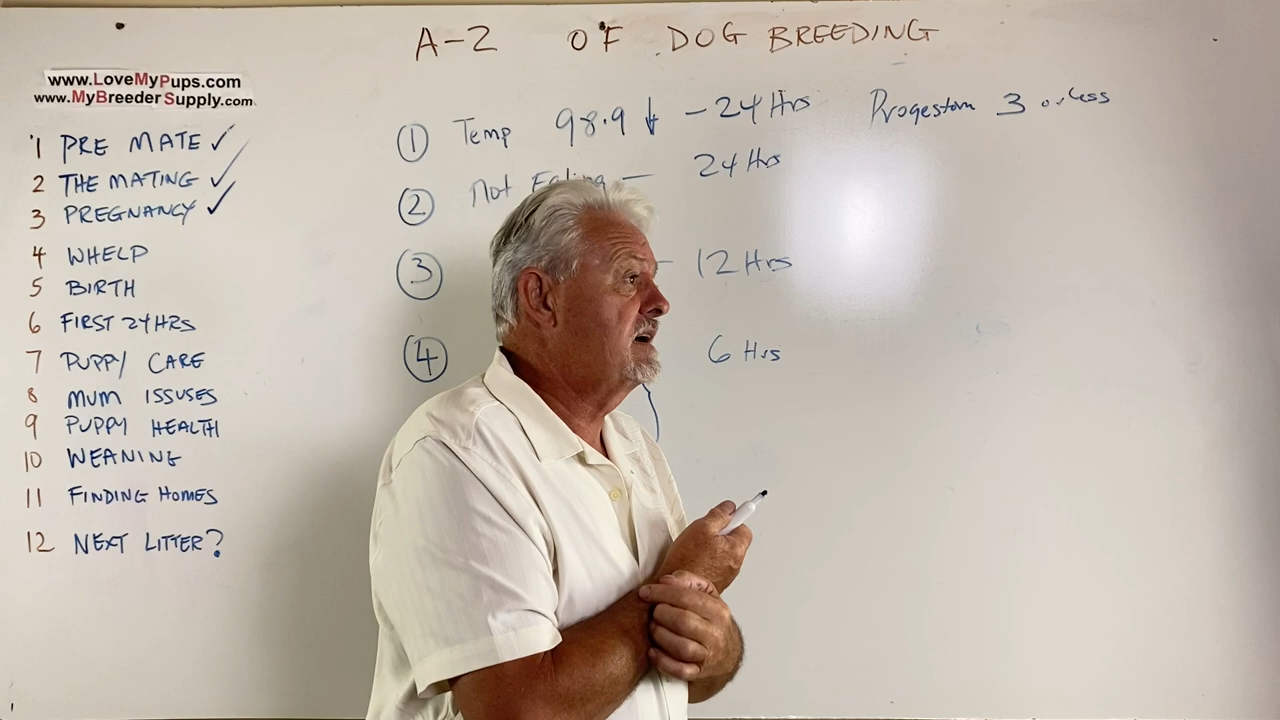 A-Z OF DOG BREEDING
www.LoveMyPups.com
www.MyBreederSupply.com
1 PRE MATE ✓
2 THE MATING ✓
3 PREGNANCY ✓
4 WHELP
5 BIRTH
6 FIRST 24HRS
7 PUPPY CARE
8 MUM ISSUSES
9 PUPPY HEALTH
10 WEANING
11 FINDING HOMES
12 NEXT LITTER?
1 Temp 98.9 ↓ - 24 Hrs Progestom 3 or Less
2 Not Eating - 24 Hrs
3 - 12 Hrs
4 6 Hrs